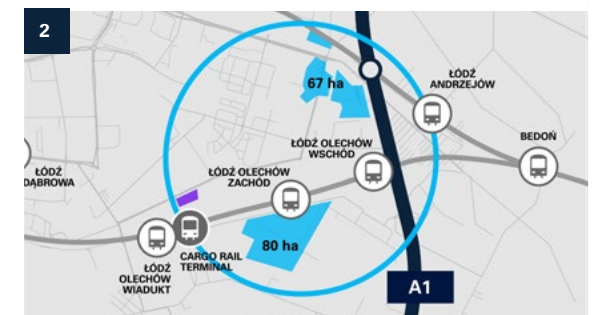 2
67 ha
ŁÓDŹ
ANDRZEJÓW
BEDOŃ
ŁÓDŹ OLECHÓW
WSCHÓD
ŁÓDŹ OLECHÓW
ZACHÓD
ŁÓDŹ
DĄBROWA
80 ha
CARGO RAIL
TERMINAL
ŁÓDŹ
OLECHÓW
WIADUKT
A1